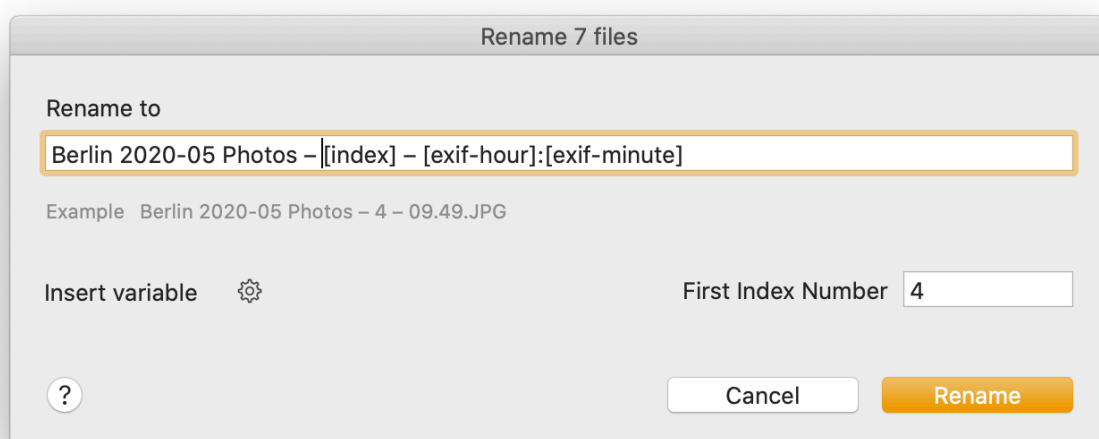 Rename 7 files
Rename to
Berlin 2020-05 Photos – [index] – [exif-hour]:[exif-minute]
Example Berlin 2020-05 Photos – 4 – 09.49.JPG
Insert variable First Index Number 4
? Cancel Rename